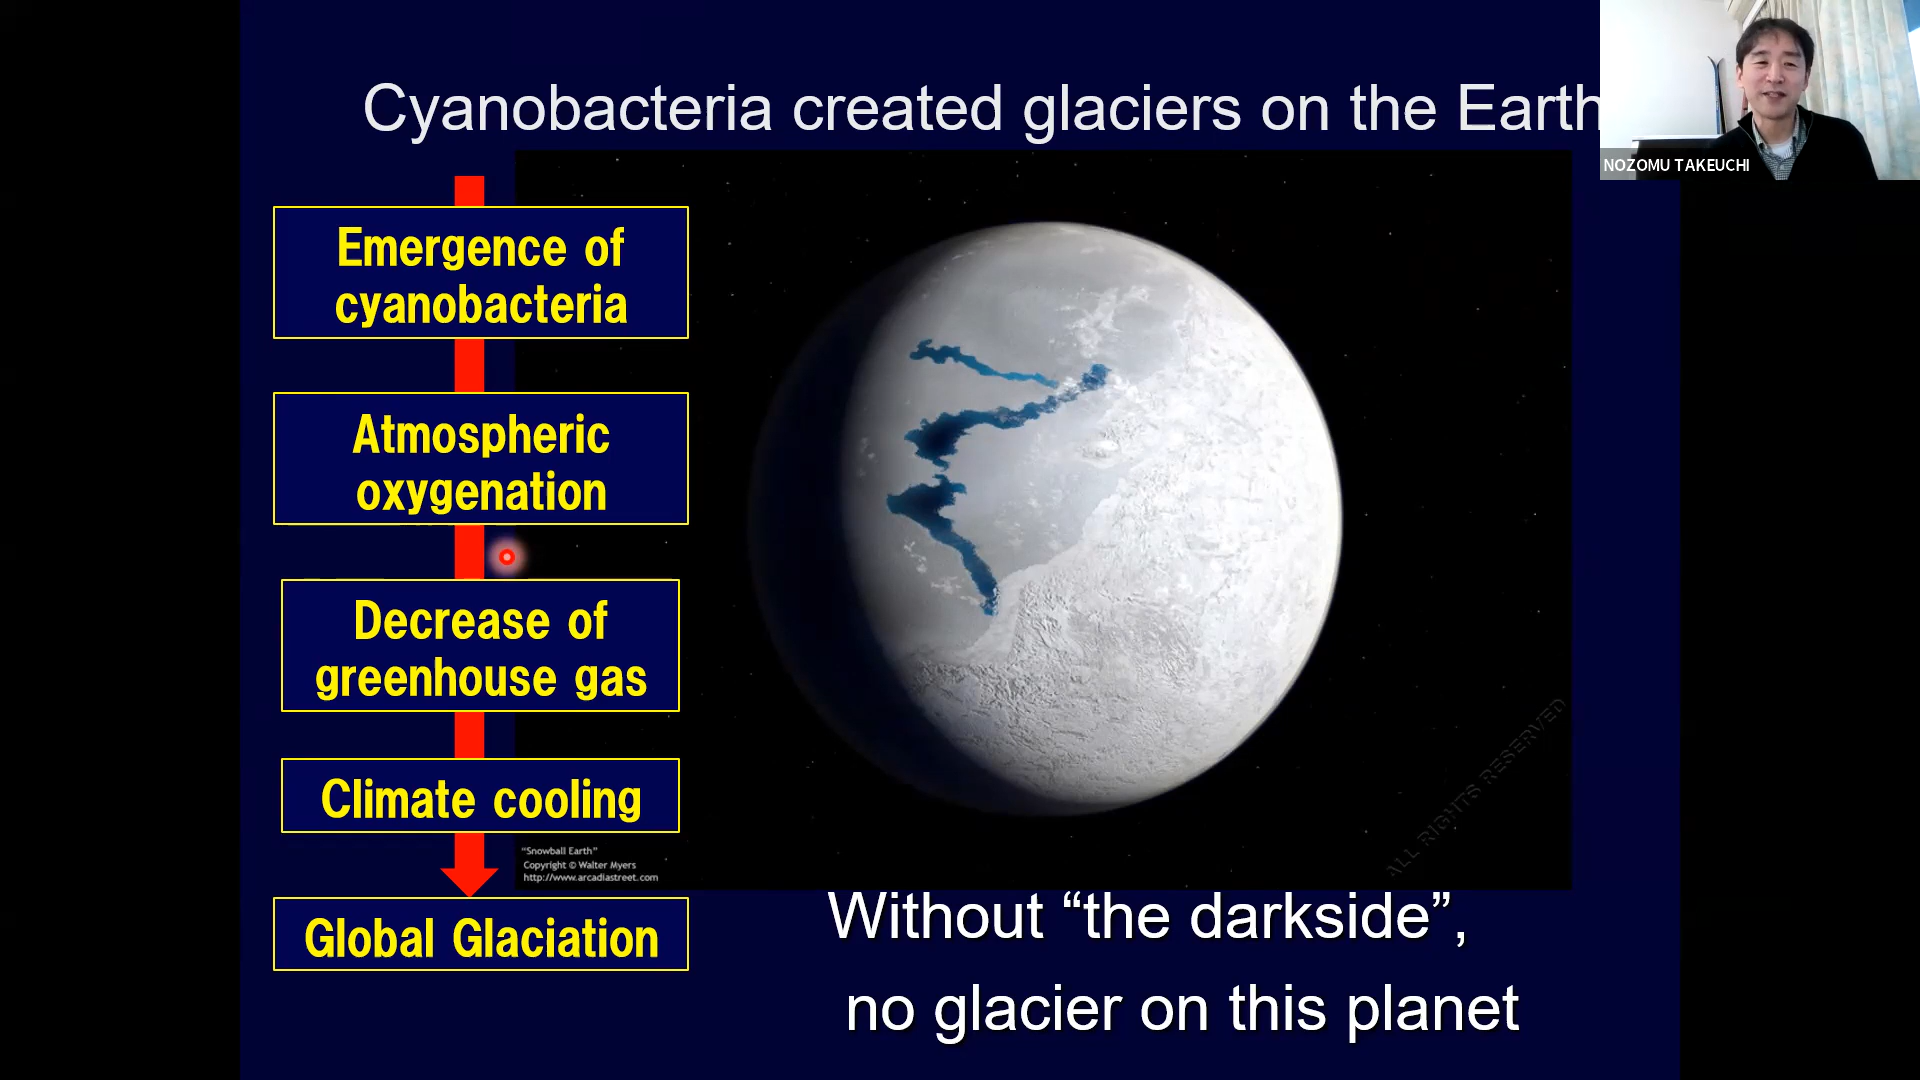 Cyanobacteria created glaciers on the Earth
NOZOMU TAKEUCHI
Emergence of
cyanobacteria
Atmospheric
oxygenation
Decrease of
greenhouse gas
Climate cooling
Global Glaciation
"Snowball Earth"
Copyright © Walter Myers
http://www.arcadiastreet.com
ALL RIGHTS RESERVED
Without “the darkside”,
no glacier on this planet